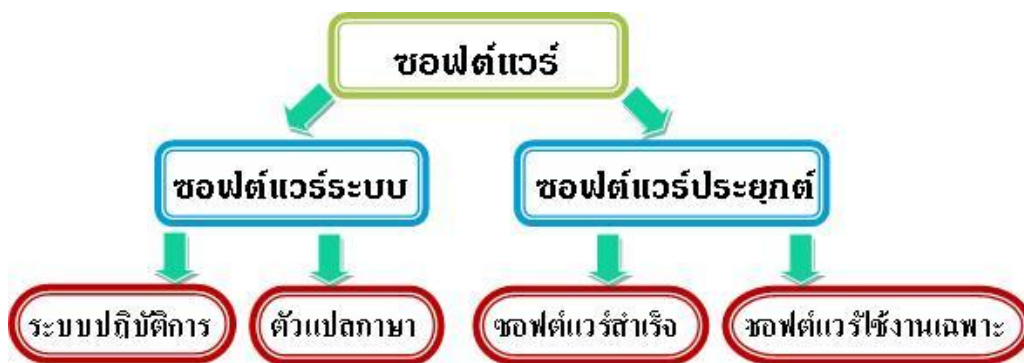 ซอฟต์แวร์
ซอฟต์แวร์ระบบ
ซอฟต์แวร์ประยุกต์
ระบบปฏิบัติการ
ตัวแปลภาษา
ซอฟต์แวร์สำเร็จ
ซอฟต์แวร์ใช้งานเฉพาะ